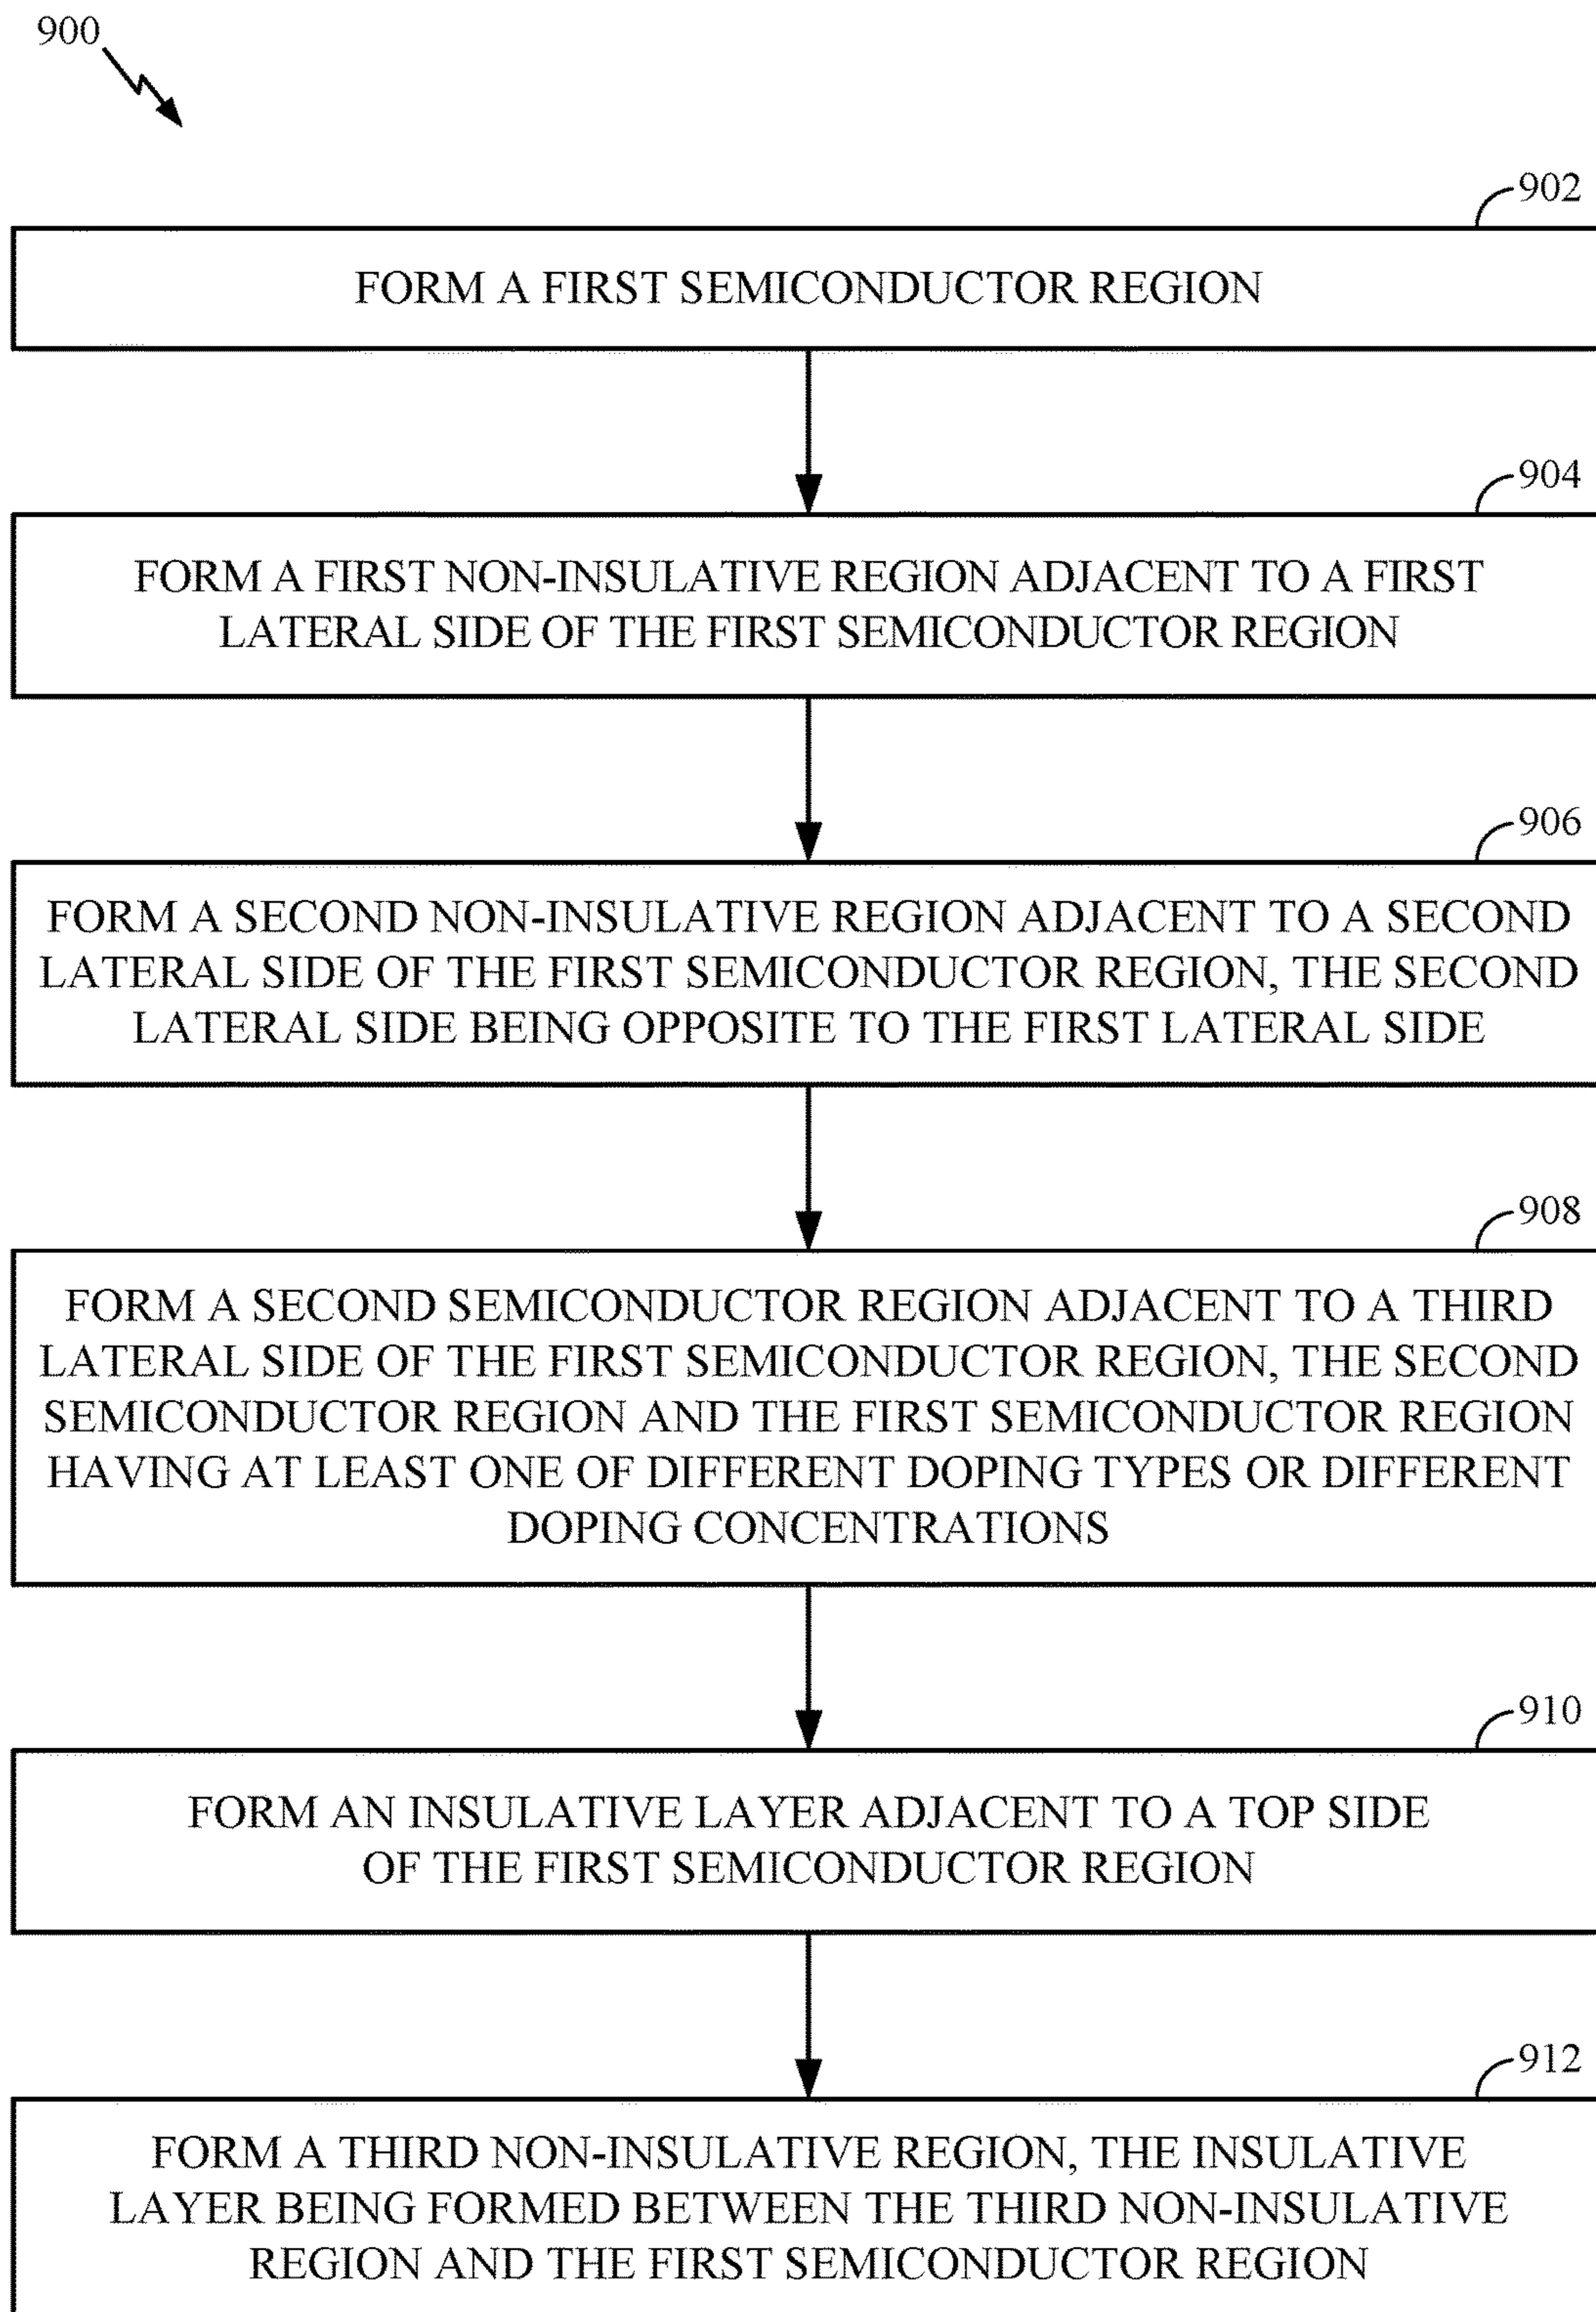 900
902
FORM A FIRST SEMICONDUCTOR REGION
904
FORM A FIRST NON-INSULATIVE REGION ADJACENT TO A FIRST
LATERAL SIDE OF THE FIRST SEMICONDUCTOR REGION
906
FORM A SECOND NON-INSULATIVE REGION ADJACENT TO A SECOND
LATERAL SIDE OF THE FIRST SEMICONDUCTOR REGION, THE SECOND
LATERAL SIDE BEING OPPOSITE TO THE FIRST LATERAL SIDE
908
FORM A SECOND SEMICONDUCTOR REGION ADJACENT TO A THIRD
LATERAL SIDE OF THE FIRST SEMICONDUCTOR REGION, THE SECOND
SEMICONDUCTOR REGION AND THE FIRST SEMICONDUCTOR REGION
HAVING AT LEAST ONE OF DIFFERENT DOPING TYPES OR DIFFERENT
DOPING CONCENTRATIONS
910
FORM AN INSULATIVE LAYER ADJACENT TO A TOP SIDE
OF THE FIRST SEMICONDUCTOR REGION
912
FORM A THIRD NON-INSULATIVE REGION, THE INSULATIVE
LAYER BEING FORMED BETWEEN THE THIRD NON-INSULATIVE
REGION AND THE FIRST SEMICONDUCTOR REGION